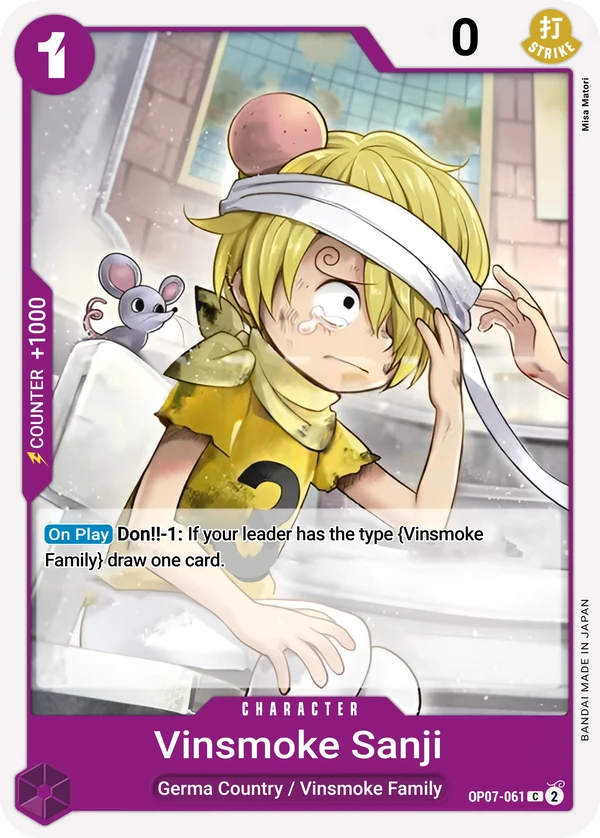 1
0
打
STRIKE
Misa Matori
COUNTER +1000
3
On Play Don!!-1: If your leader has the type {Vinsmoke
Family} draw one card.
BANDAI MADE IN JAPAN
CHARACTER
Vinsmoke Sanji
Germa Country / Vinsmoke Family
OP07-061 C 2